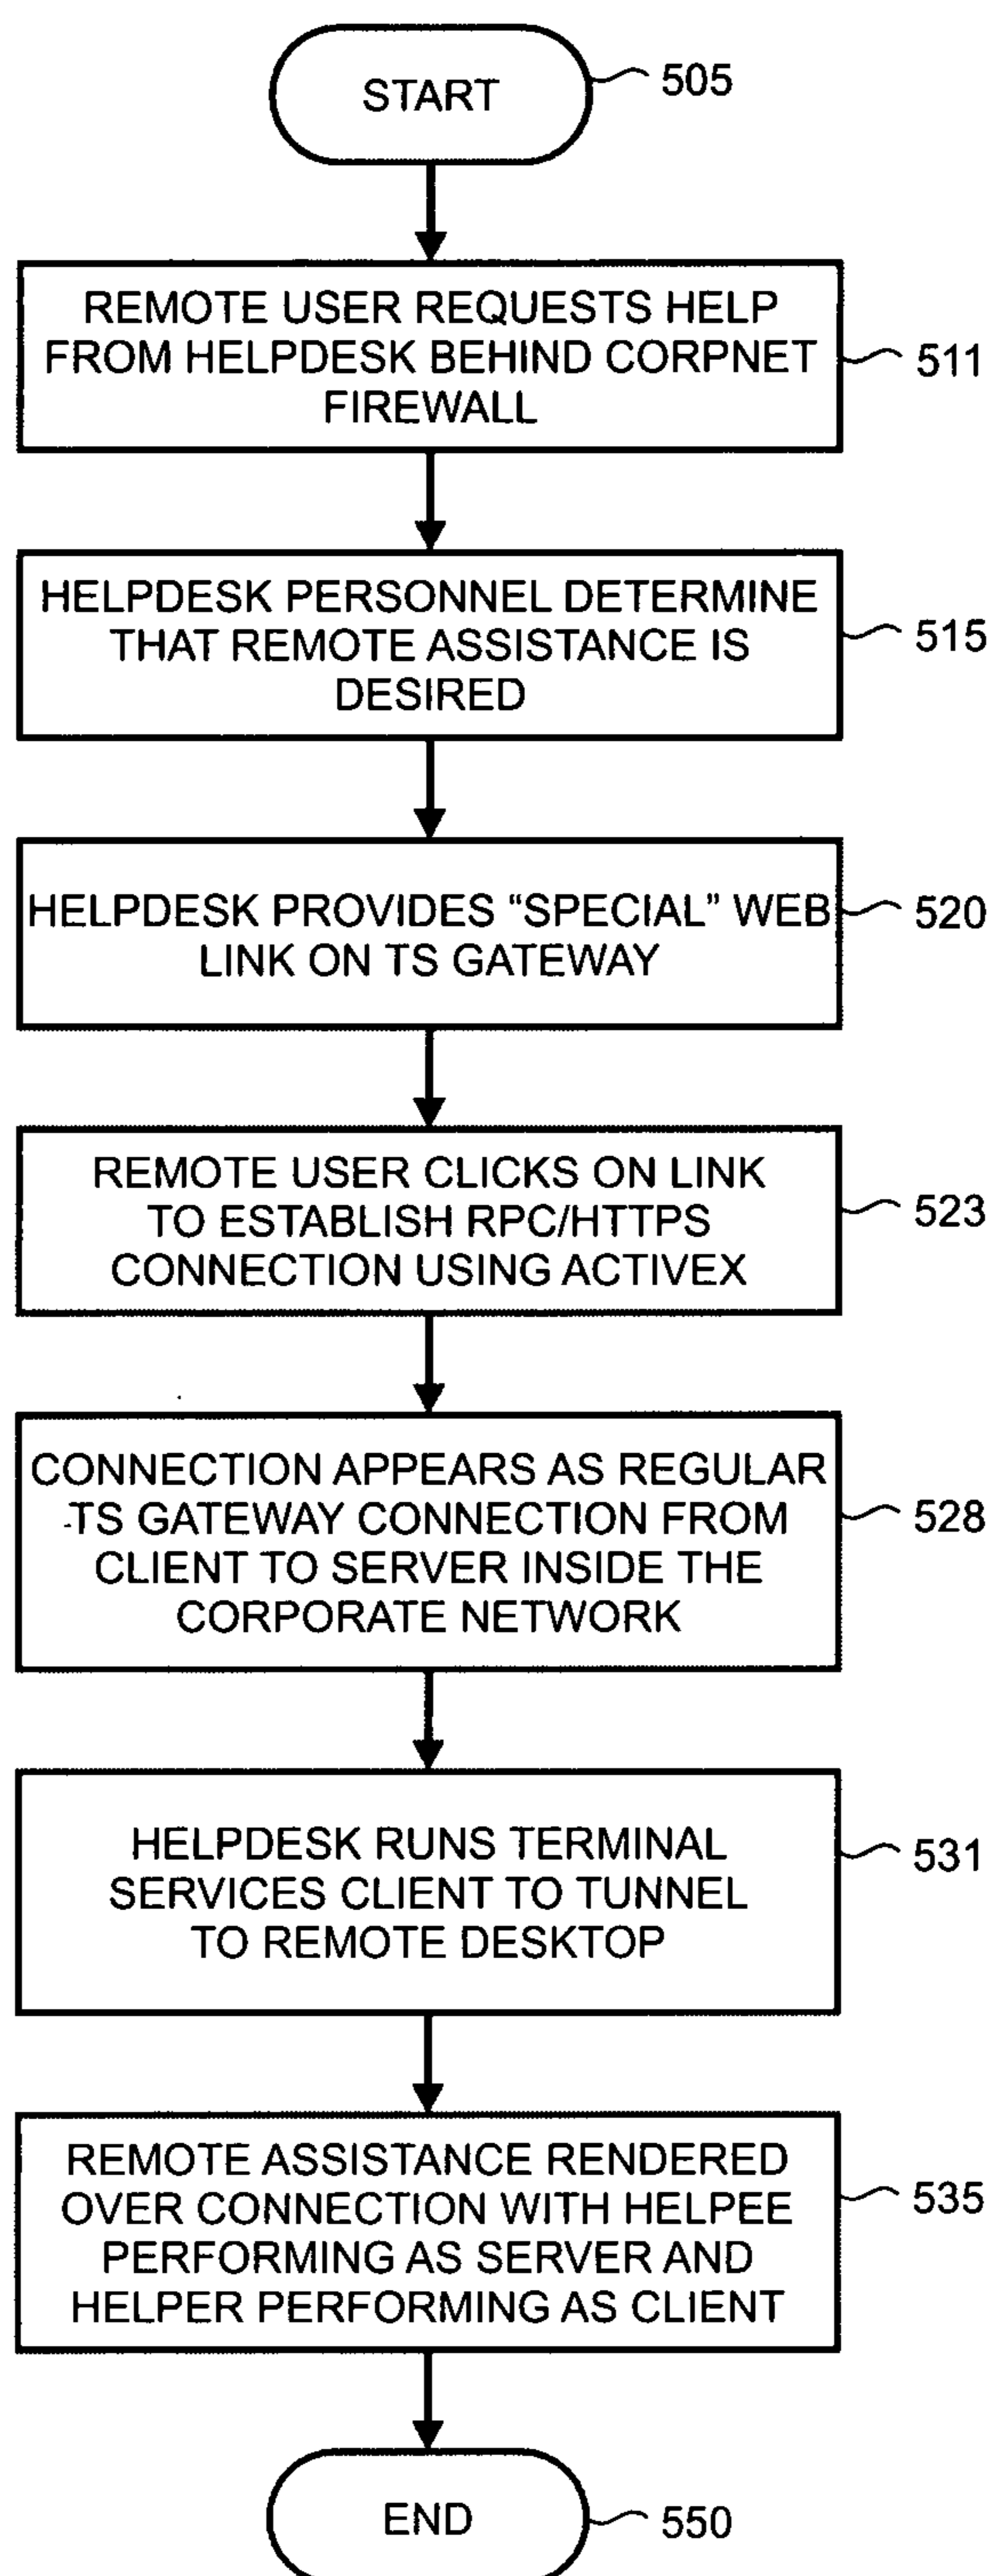 START
505
REMOTE USER REQUESTS HELP
FROM HELPDESK BEHIND CORPNET
FIREWALL
511
HELPDESK PERSONNEL DETERMINE
THAT REMOTE ASSISTANCE IS
DESIRED
515
HELPDESK PROVIDES “SPECIAL” WEB
LINK ON TS GATEWAY
520
REMOTE USER CLICKS ON LINK
TO ESTABLISH RPC/HTTPS
CONNECTION USING ACTIVEX
523
CONNECTION APPEARS AS REGULAR
TS GATEWAY CONNECTION FROM
CLIENT TO SERVER INSIDE THE
CORPORATE NETWORK
528
HELPDESK RUNS TERMINAL
SERVICES CLIENT TO TUNNEL
TO REMOTE DESKTOP
531
REMOTE ASSISTANCE RENDERED
OVER CONNECTION WITH HELPEE
PERFORMING AS SERVER AND
HELPER PERFORMING AS CLIENT
535
END
550